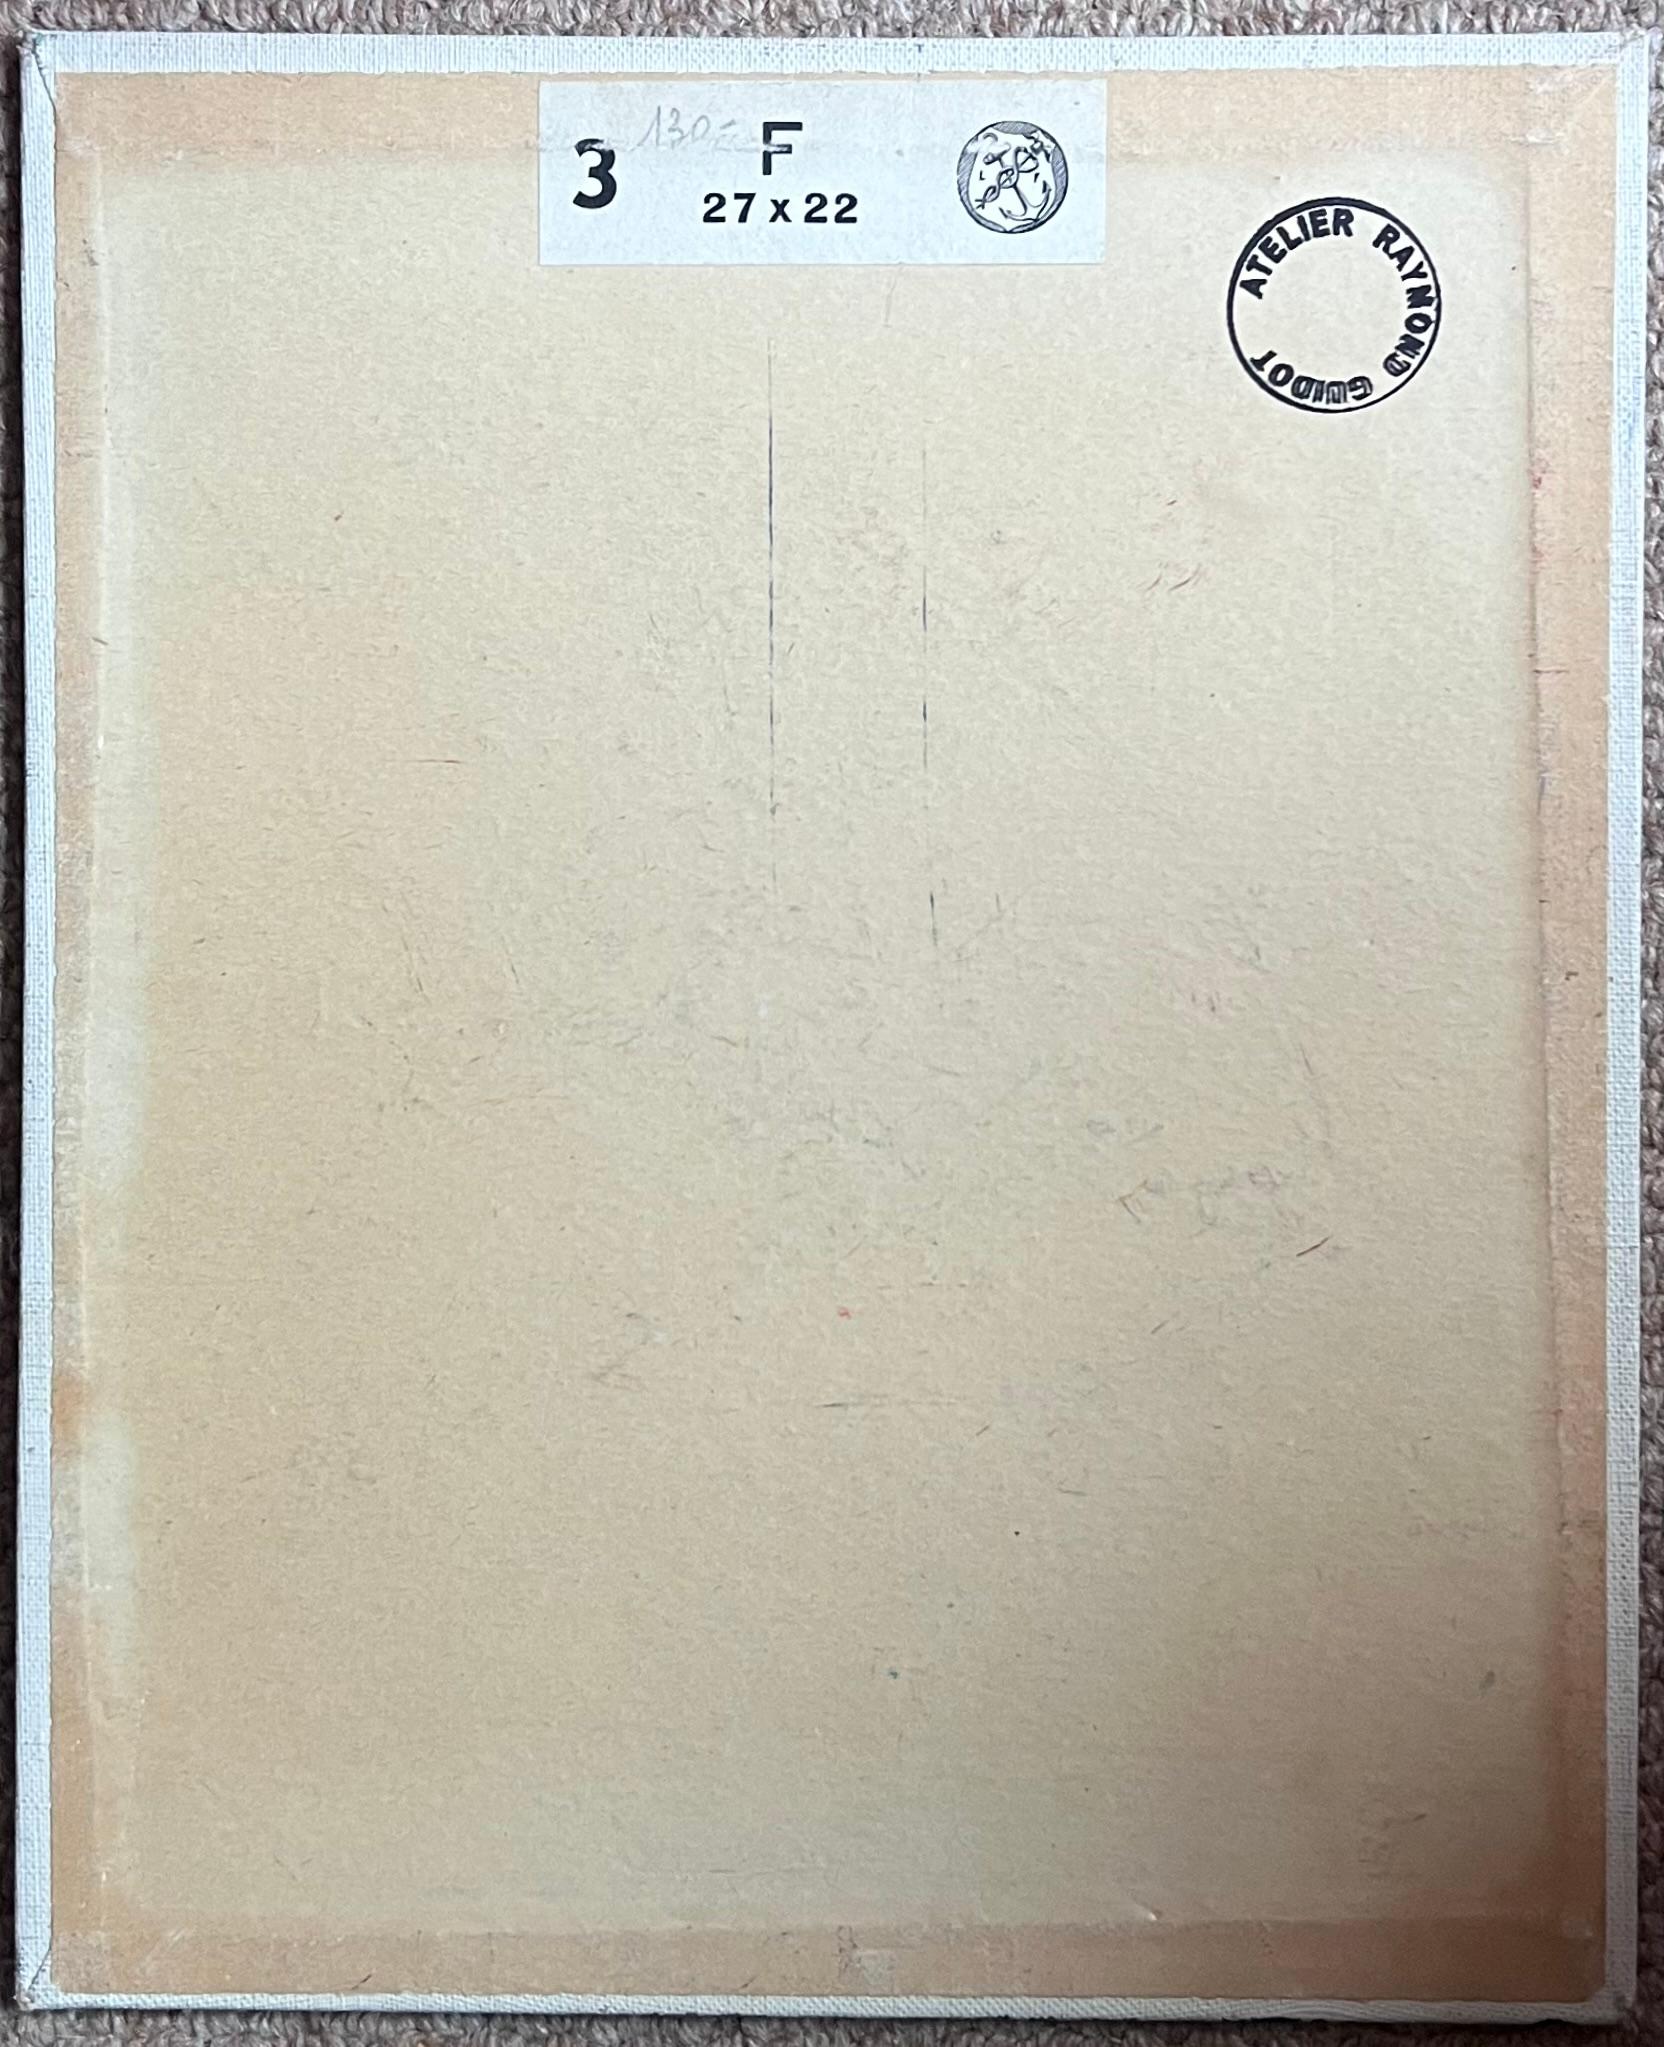 130
3
F
27 x 22
ATELIER RAYMOND GUIDOT